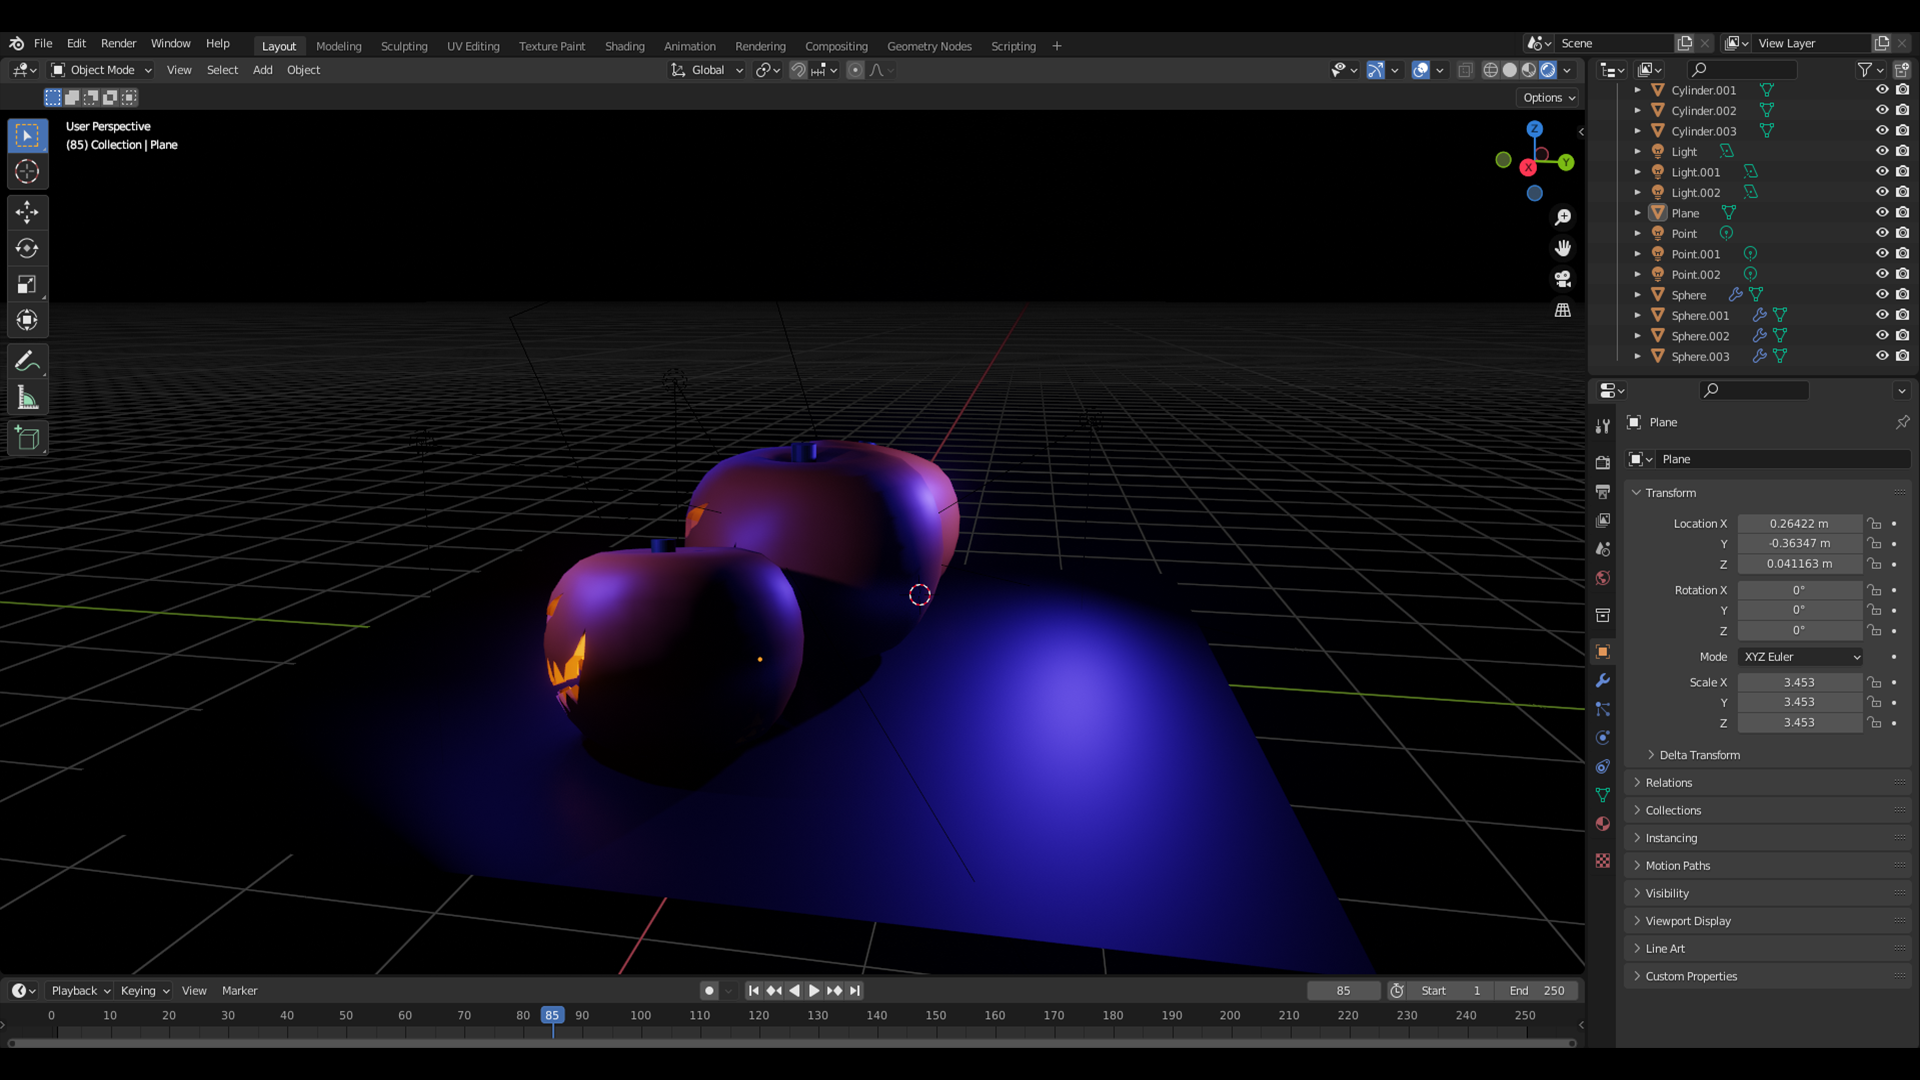 File Edit Render Window Help
Layout Modeling Sculpting UV Editing Texture Paint Shading Animation Rendering Compositing Geometry Nodes Scripting +
Scene
View Layer
Object Mode View Select Add Object
Global
Options
User Perspective
(85) Collection | Plane
Z
Y
X
Cylinder.001
Cylinder.002
Cylinder.003
Light
Light.001
Light.002
Plane
Point
Point.001
Point.002
Sphere
Sphere.001
Sphere.002
Sphere.003
Plane
Plane
Transform
Location X 0.26422 m
Y -0.36347 m
Z 0.041163 m
Rotation X 0°
Y 0°
Z 0°
Mode XYZ Euler
Scale X 3.453
Y 3.453
Z 3.453
Delta Transform
Relations
Collections
Instancing
Motion Paths
Visibility
Viewport Display
Line Art
Custom Properties
Playback Keying View Marker
85
Start 1
End 250
0 10 20 30 40 50 60 70 80 85 90 100 110 120 130 140 150 160 170 180 190 200 210 220 230 240 250